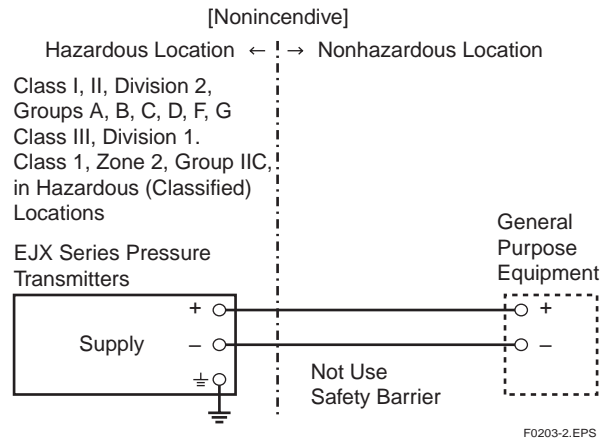 [Nonincendive]
Hazardous Location ← → Nonhazardous Location
Class I, II, Division 2,
Groups A, B, C, D, F, G
Class III, Division 1.
Class 1, Zone 2, Group IIC,
in Hazardous (Classified)
Locations
EJX Series Pressure
Transmitters
General
Purpose
Equipment
+
Supply
–
+
–
Not Use
Safety Barrier
F0203-2.EPS